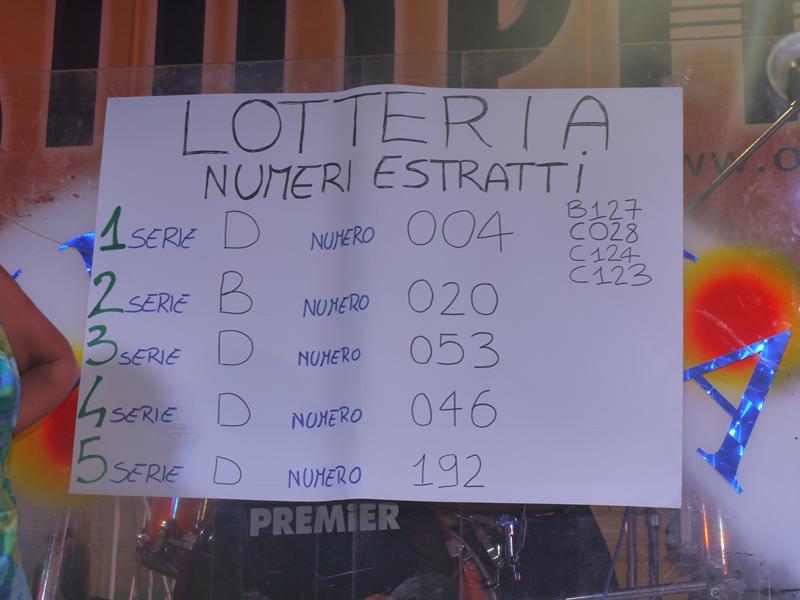 LOTTERIA
NUMERI ESTRATTI
1 SERIE D NUMERO 004
2 SERIE B NUMERO 020
3 SERIE D NUMERO 053
4 SERIE D NUMERO 046
5 SERIE D NUMERO 192
B127
C028
C124
C123
PREMiER